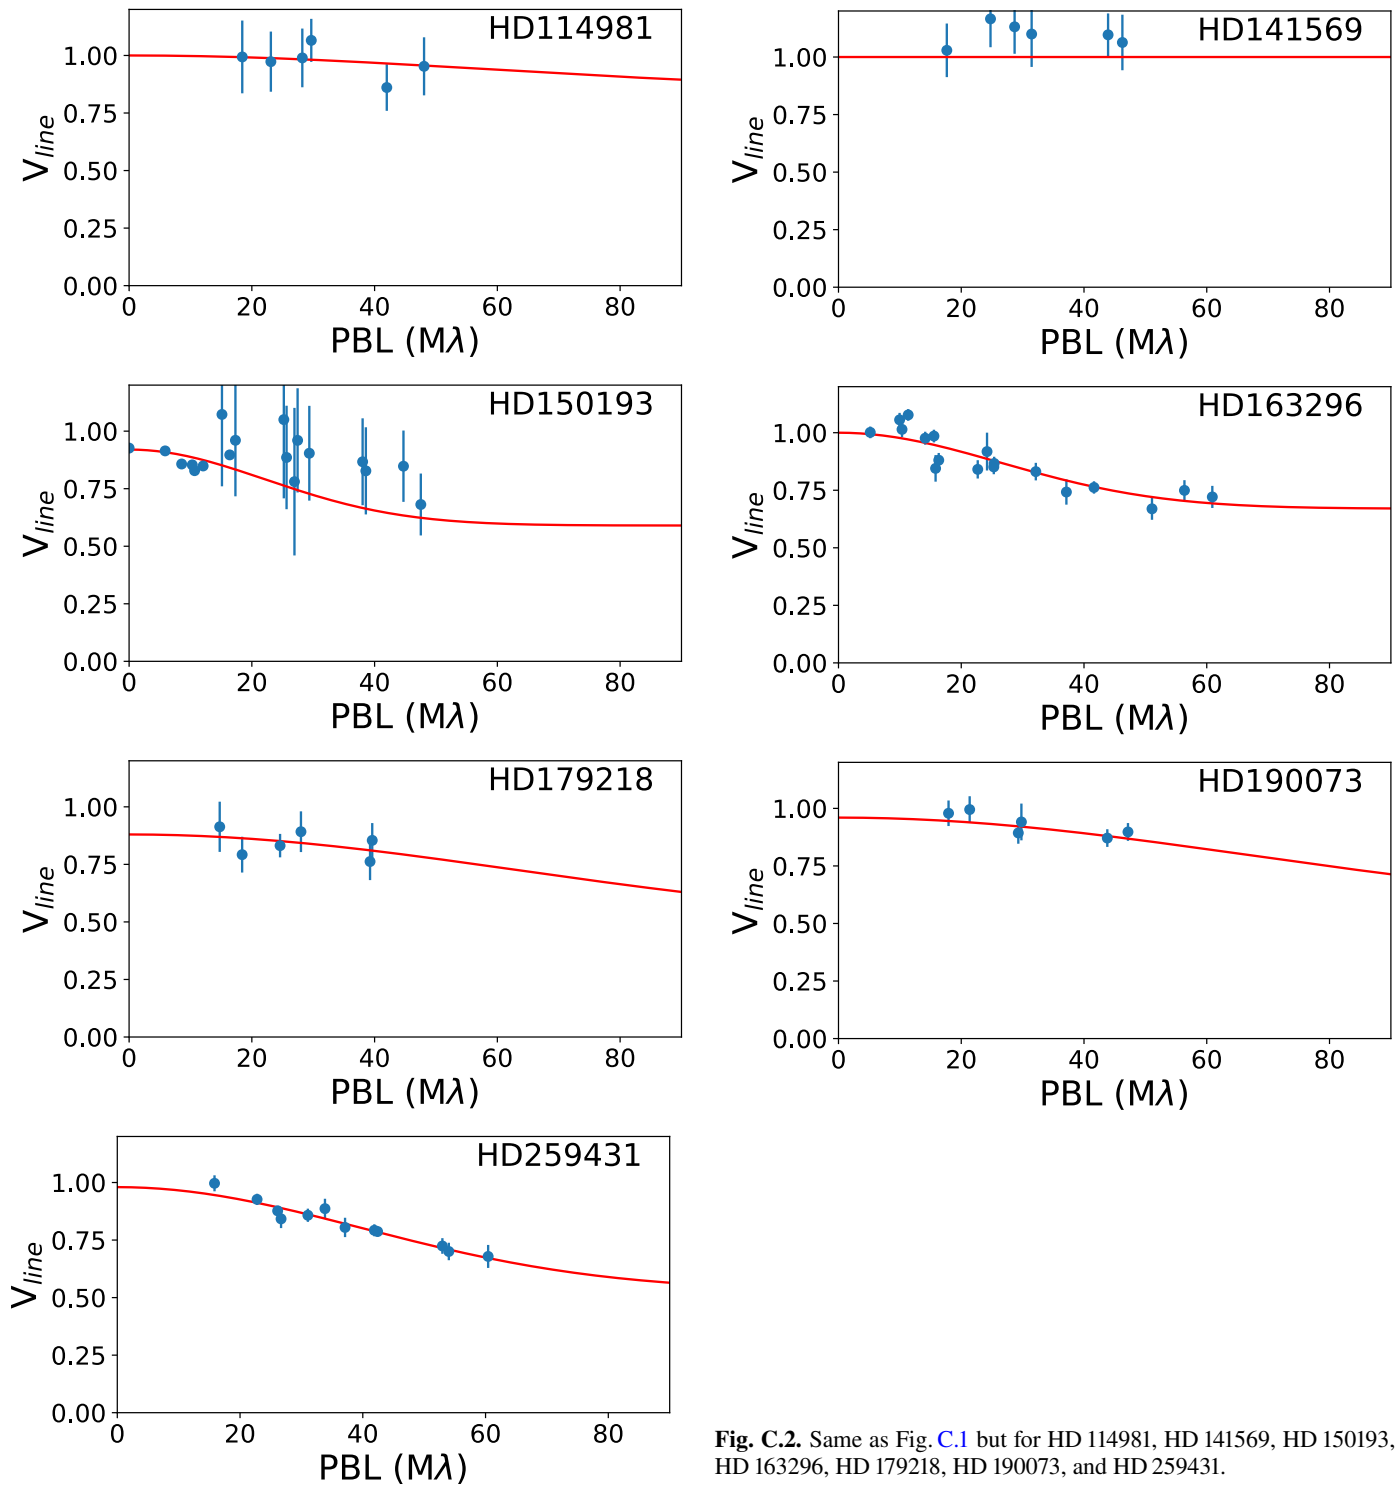 HD114981
V_line
1.00
0.75
0.50
0.25
0.00
0 20 40 60 80
PBL (Mλ)
HD141569
V_line
1.00
0.75
0.50
0.25
0.00
0 20 40 60 80
PBL (Mλ)
HD150193
V_line
1.00
0.75
0.50
0.25
0.00
0 20 40 60 80
PBL (Mλ)
HD163296
V_line
1.00
0.75
0.50
0.25
0.00
0 20 40 60 80
PBL (Mλ)
HD179218
V_line
1.00
0.75
0.50
0.25
0.00
0 20 40 60 80
PBL (Mλ)
HD190073
V_line
1.00
0.75
0.50
0.25
0.00
0 20 40 60 80
PBL (Mλ)
HD259431
V_line
1.00
0.75
0.50
0.25
0.00
0 20 40 60 80
PBL (Mλ)
Fig. C.2. Same as Fig. C.1 but for HD 114981, HD 141569, HD 150193,
HD 163296, HD 179218, HD 190073, and HD 259431.